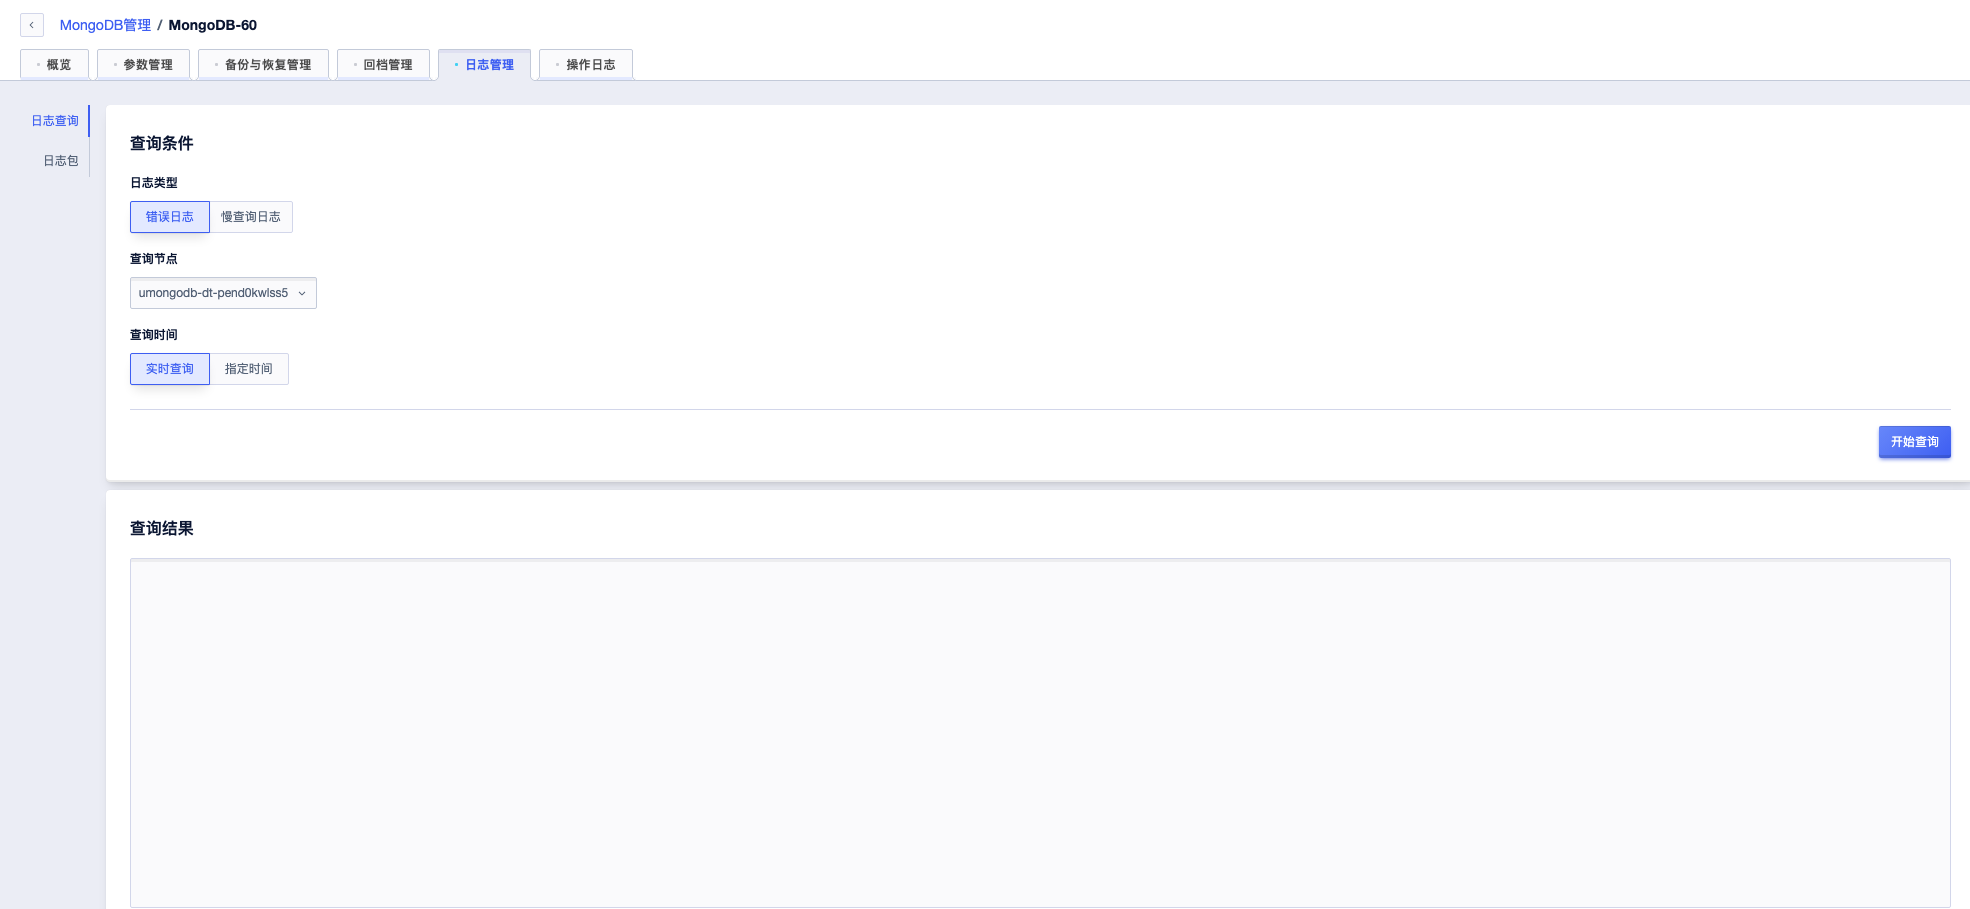 MongoDB管理 / MongoDB-60
概览 参数管理 备份与恢复管理 回档管理 日志管理 操作日志
日志查询
日志包
查询条件
日志类型
错误日志 慢查询日志
查询节点
umongodb-dt-pend0kwlss5
查询时间
实时查询 指定时间
开始查询
查询结果